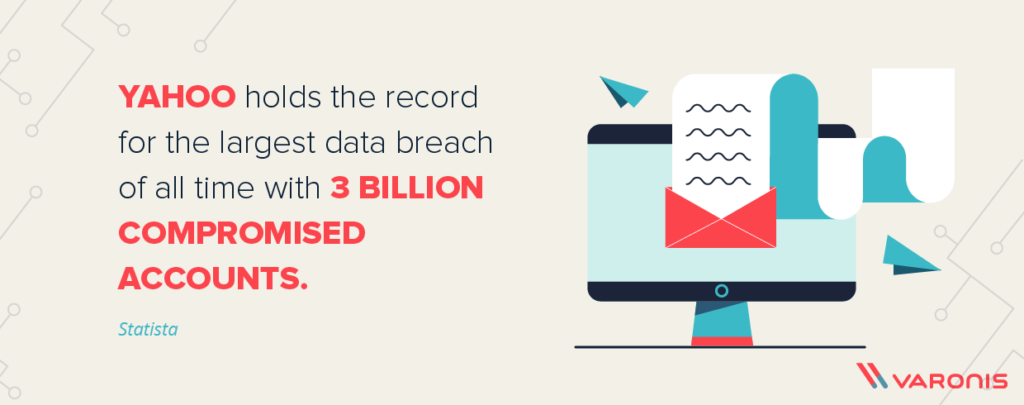 YAHOO holds the record
for the largest data breach
of all time with 3 BILLION
COMPROMISED
ACCOUNTS.
Statista
VARONIS